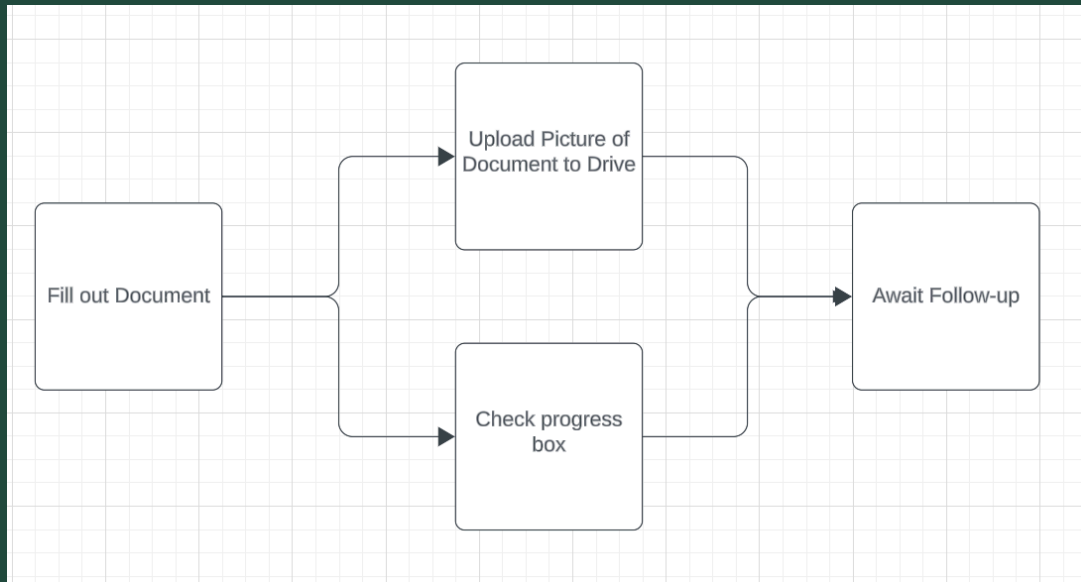 Fill out Document
Upload Picture of
Document to Drive
Check progress
box
Await Follow-up